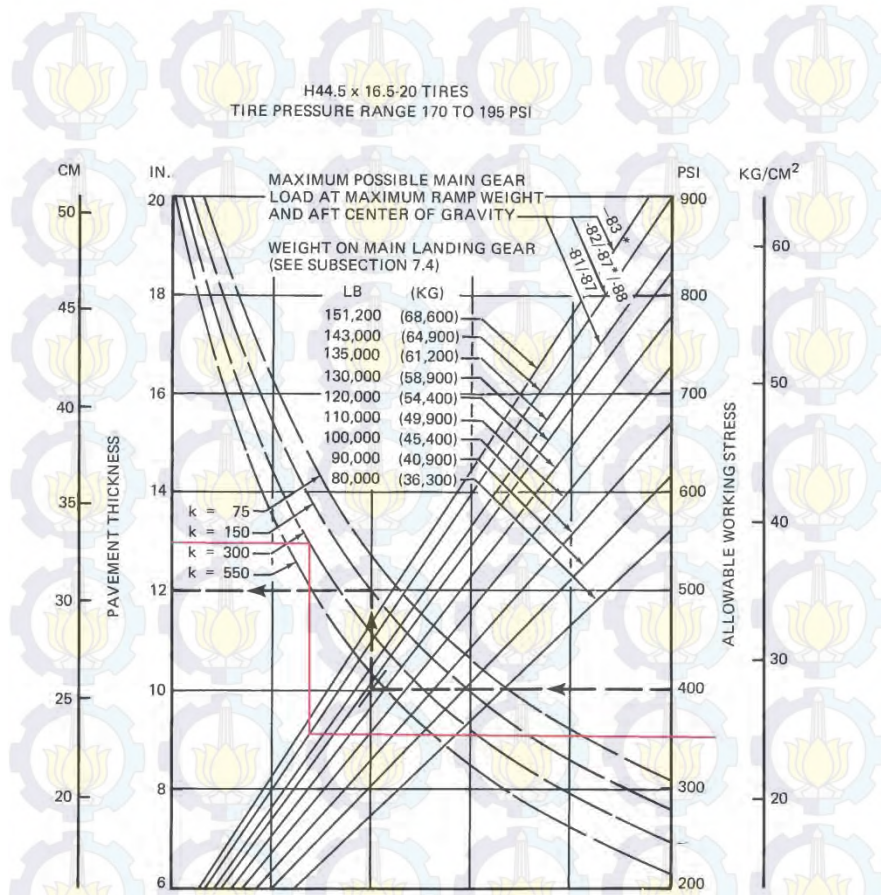 H44.5 x 16.5-20 TIRES
TIRE PRESSURE RANGE 170 TO 195 PSI
CM
IN.
PSI
KG/CM²
MAXIMUM POSSIBLE MAIN GEAR
LOAD AT MAXIMUM RAMP WEIGHT
AND AFT CENTER OF GRAVITY
-83*
-82/-87*/-88
-81/-87
WEIGHT ON MAIN LANDING GEAR
(SEE SUBSECTION 7.4)
LB (KG)
151,200 (68,600)
143,000 (64,900)
135,000 (61,200)
130,000 (58,900)
120,000 (54,400)
110,000 (49,900)
100,000 (45,400)
90,000 (40,900)
80,000 (36,300)
k = 75
k = 150
k = 300
k = 550
PAVEMENT THICKNESS
50
45
40
35
30
25
20
20
18
16
14
12
10
8
6
900
800
700
600
500
400
300
200
ALLOWABLE WORKING STRESS
60
50
40
30
20